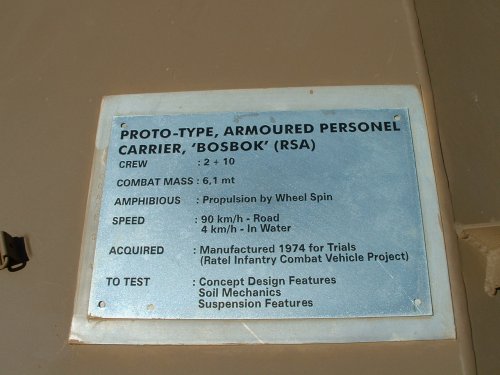 PROTO-TYPE, ARMOURED PERSONEL
CARRIER, 'BOSBOK' (RSA)
CREW : 2 + 10
COMBAT MASS : 6,1 mt
AMPHIBIOUS : Propulsion by Wheel Spin
SPEED : 90 km/h - Road
4 km/h - In Water
ACQUIRED : Manufactured 1974 for Trials
(Ratel Infantry Combat Vehicle Project)
TO TEST : Concept Design Features
Soil Mechanics
Suspension Features